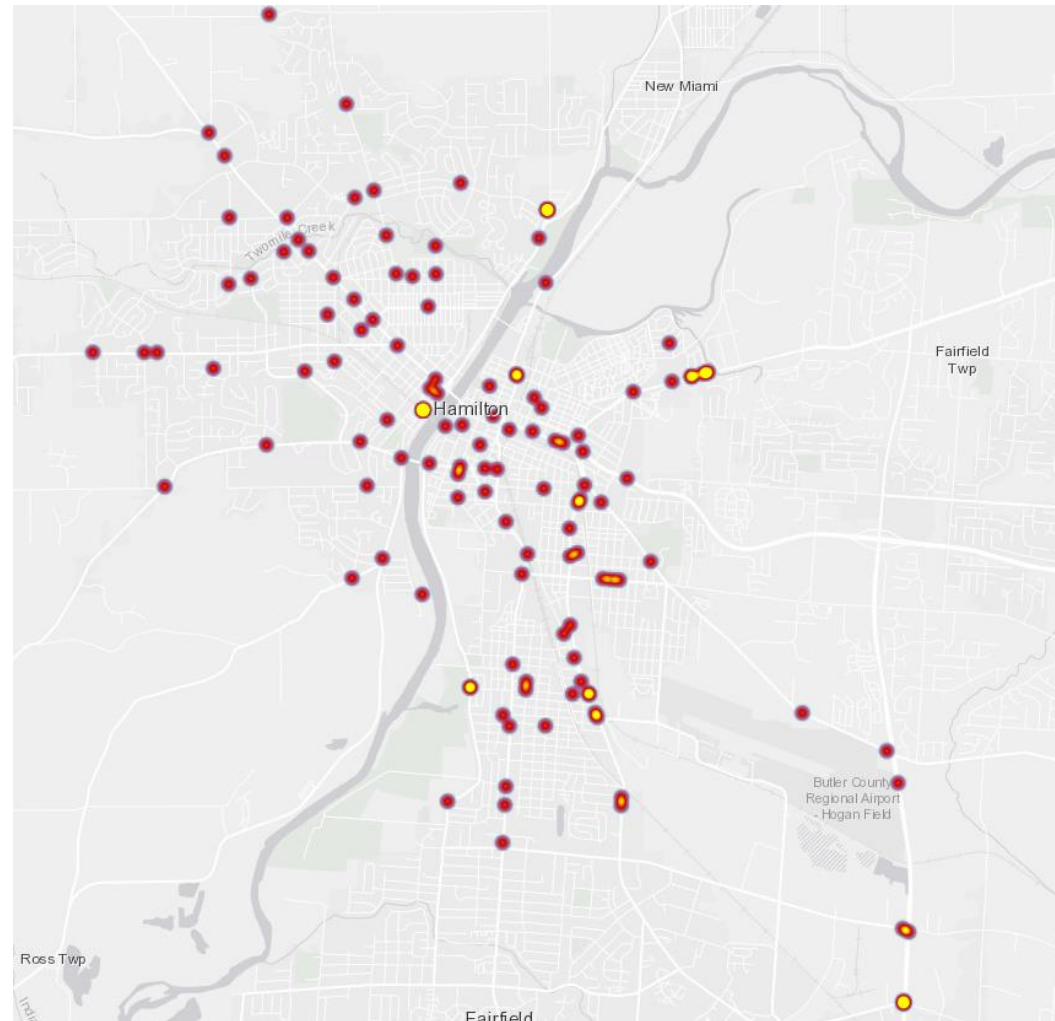 New Miami
Twomile Creek
Fairfield
Twp
Hamilton
Butler County
Regional Airport
- Hogan Field
Ross Twp
Fairfield